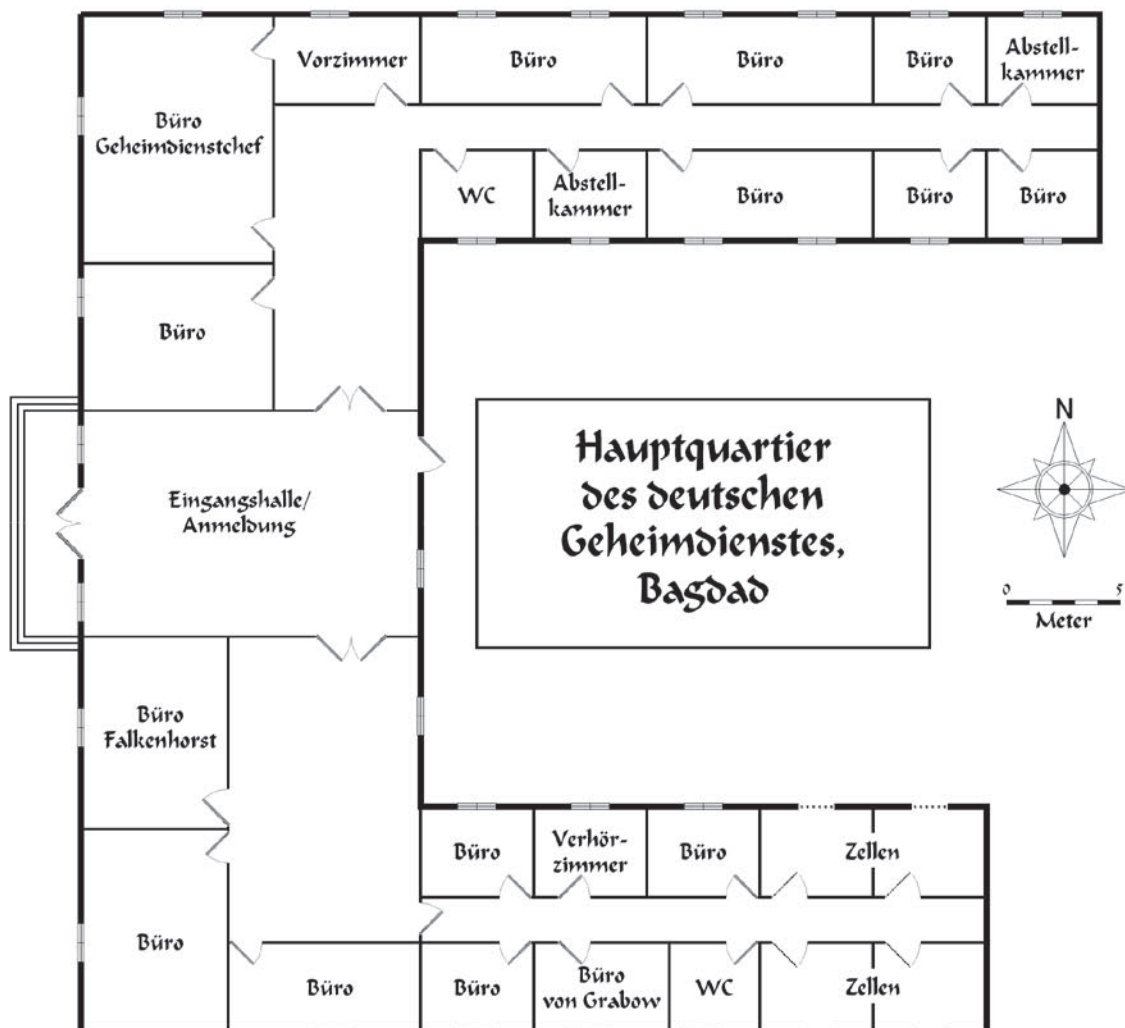 Vorzimmer
Büro
Büro
Büro
Abstell-
kammer
Büro
Geheimdienstchef
WC
Abstell-
kammer
Büro
Büro
Büro
Büro
Eingangshalle/
Anmeldung
Hauptquartier
des deutschen
Geheimdienstes,
Bagdad
N
0 5
Meter
Büro
Falkenhorst
Büro
Verhör-
zimmer
Büro
Zellen
Büro
Büro
Büro
Büro
von Grabow
WC
Zellen